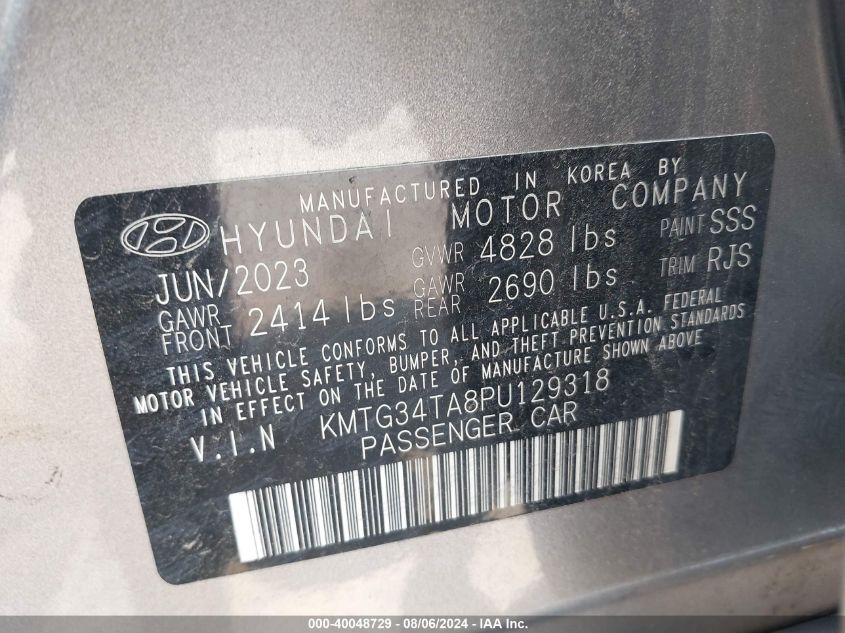 MANUFACTURED IN KOREA BY
HYUNDAI MOTOR COMPANY
JUN/2023 GVWR 4828 lbs PAINT SSS
GAWR FRONT 2414 lbs GAWR REAR 2690 lbs TRIM RJS
THIS VEHICLE CONFORMS TO ALL APPLICABLE U.S.A. FEDERAL
MOTOR VEHICLE SAFETY, BUMPER, AND THEFT PREVENTION STANDARDS
IN EFFECT ON THE DATE OF MANUFACTURE SHOWN ABOVE
V.I.N KMTG34TA8PU129318
PASSENGER CAR
000-40048729 - 08/06/2024 - IAA Inc.